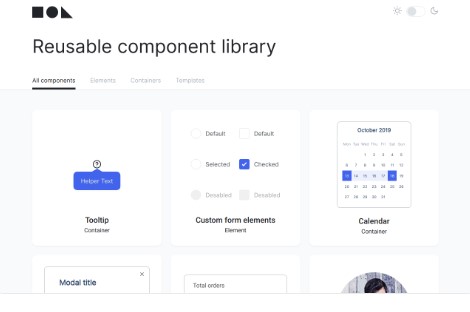 Reusable component library
All components Elements Containers Templates
Default Default
Selected Checked
Desabled Desabled
Helper Text
Tooltip
Container
Custom form elements
Element
October 2019
Mon Tue Wed Thu Fri Sat Sun
1 2 3 4 5
6 7 8 9 10 11 12
13 14 15 16 17 18 19
20 21 22 23 24 25 26
27 28 29 30 31
Calendar
Container
Modal title
Total orders